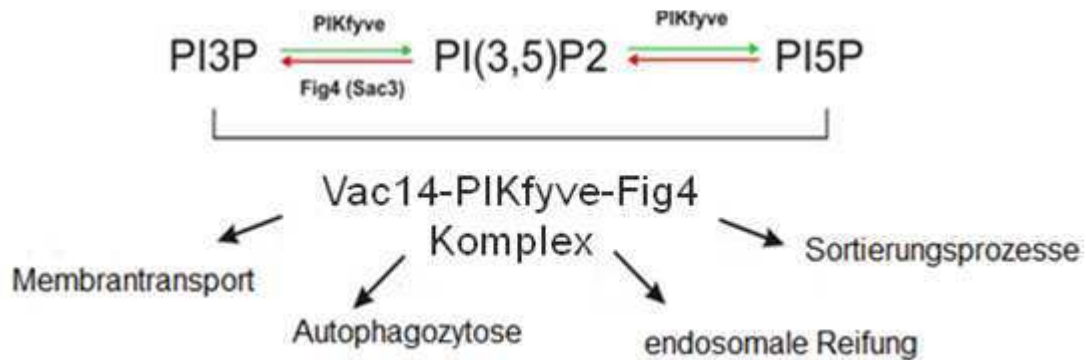 PIKfyve PIKfyve
PI3P PI(3,5)P2 PI5P
Fig4 (Sac3)
Vac14-PIKfyve-Fig4
Komplex
Sortierungsprozesse
Membrantransport
Autophagozytose
endosomale Reifung